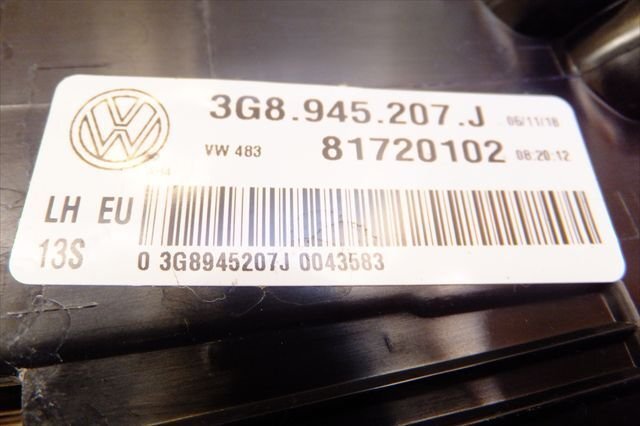 3G8.945.207.J 06/11/18
VW 483 81720102 08:20:12
LH EU
13S 0 3G8945207J 0043583